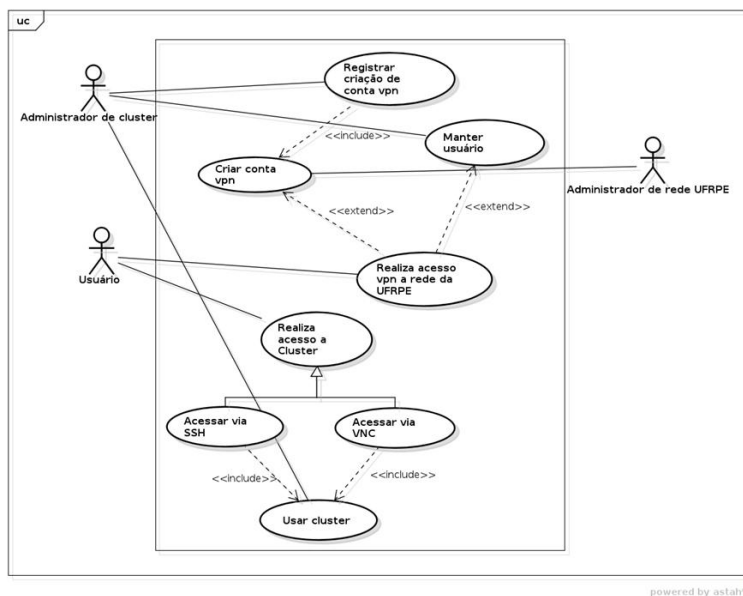 uc
Registrar
criação de
conta vpn
Administrador de cluster
<<include>>
Manter
usuário
Criar conta
vpn
Administrador de rede UFRPE
<<extend>>
<<extend>>
Usuário
Realiza acesso
vpn a rede da
UFRPE
Realiza
acesso a
Cluster
Acessar via
SSH
Acessar via
VNC
<<include>>
<<include>>
Usar cluster
powered by astah